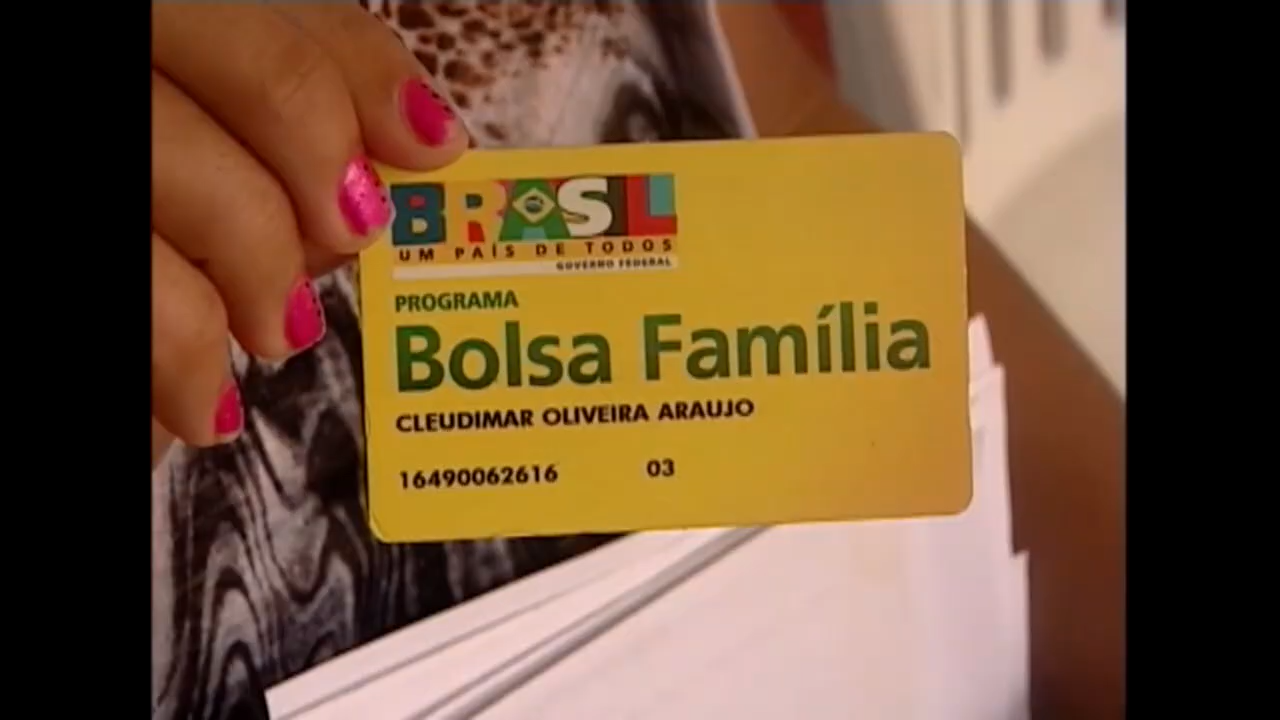 BRASIL
UM PAÍS DE TODOS
GOVERNO FEDERAL
PROGRAMA
Bolsa Família
CLEUDIMAR OLIVEIRA ARAUJO
16490062616 03